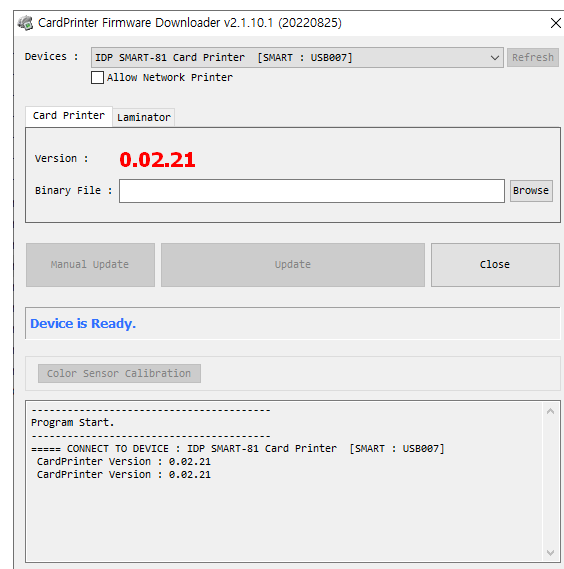 CardPrinter Firmware Downloader v2.1.10.1 (20220825)
Devices : IDP SMART-81 Card Printer [SMART : USB007] Refresh
Allow Network Printer
Card Printer Laminator
Version : 0.02.21
Binary File : Browse
Manual Update Update Close
Device is Ready.
Color Sensor Calibration
----------------------------------------
Program Start.
----------------------------------------
===== CONNECT TO DEVICE : IDP SMART-81 Card Printer [SMART : USB007]
CardPrinter Version : 0.02.21
CardPrinter Version : 0.02.21